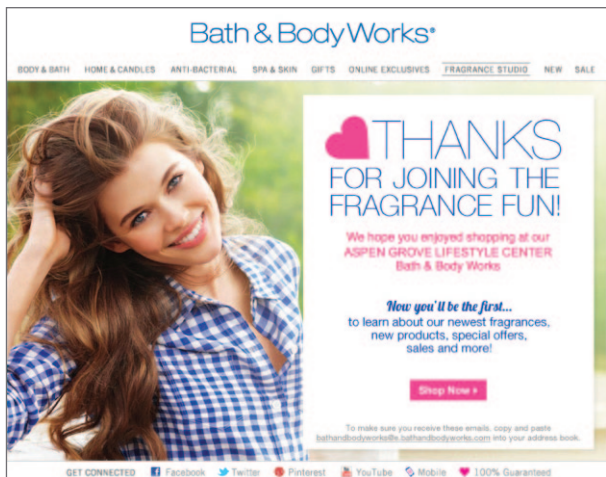 Bath & Body Works®
BODY & BATH HOME & CANDLES ANTI-BACTERIAL SPA & SKIN GIFTS ONLINE EXCLUSIVES FRAGRANCE STUDIO NEW SALE
THANKS
FOR JOINING THE
FRAGRANCE FUN!
We hope you enjoyed shopping at our
ASPEN GROVE LIFESTYLE CENTER
Bath & Body Works
Now you'll be the first...
to learn about our newest fragrances,
new products, special offers,
sales and more!
Shop Now
To make sure you receive these emails, copy and paste
bathandbodyworks@e.bathandbodyworks.com into your address book.
GET CONNECTED Facebook Twitter Pinterest YouTube Mobile 100% Guaranteed